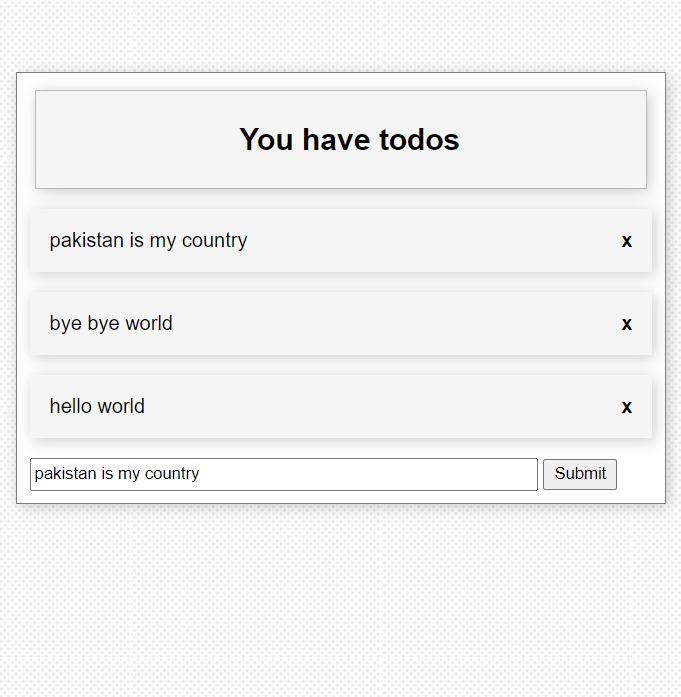 You have todos
pakistan is my country x
bye bye world x
hello world x
pakistan is my country Submit